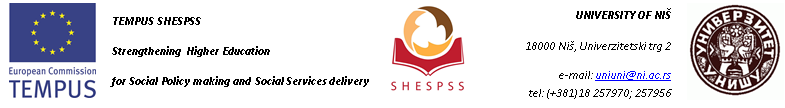 European Commission
TEMPUS
TEMPUS SHESPSS
Strengthening Higher Education
for Social Policy making and Social Services delivery
SHESPSS
UNIVERSITY OF NIŠ
18000 Niš, Univerzitetski trg 2
e-mail: uniuni@ni.ac.rs
tel: (+381)18 257970; 257956
УНИВЕРЗИТЕТ
НИШ